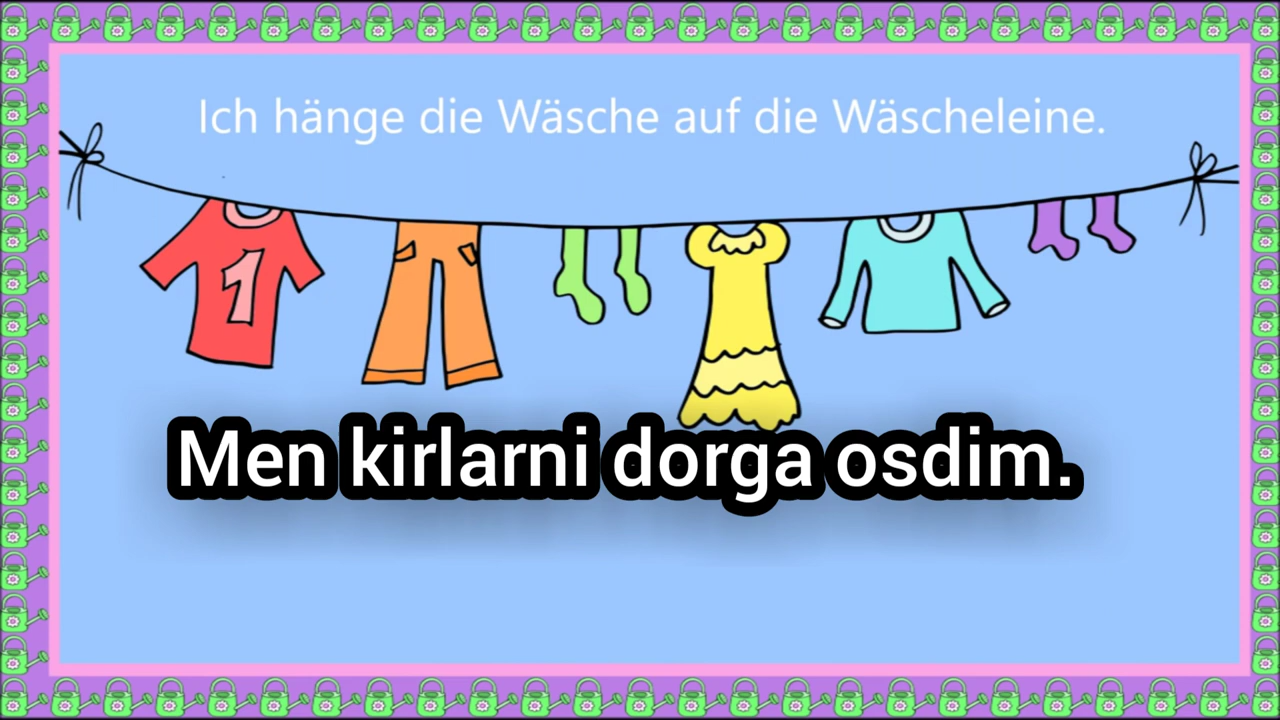 Ich hänge die Wäsche auf die Wäscheleine.
1
Men kirlarni dorga osdim.